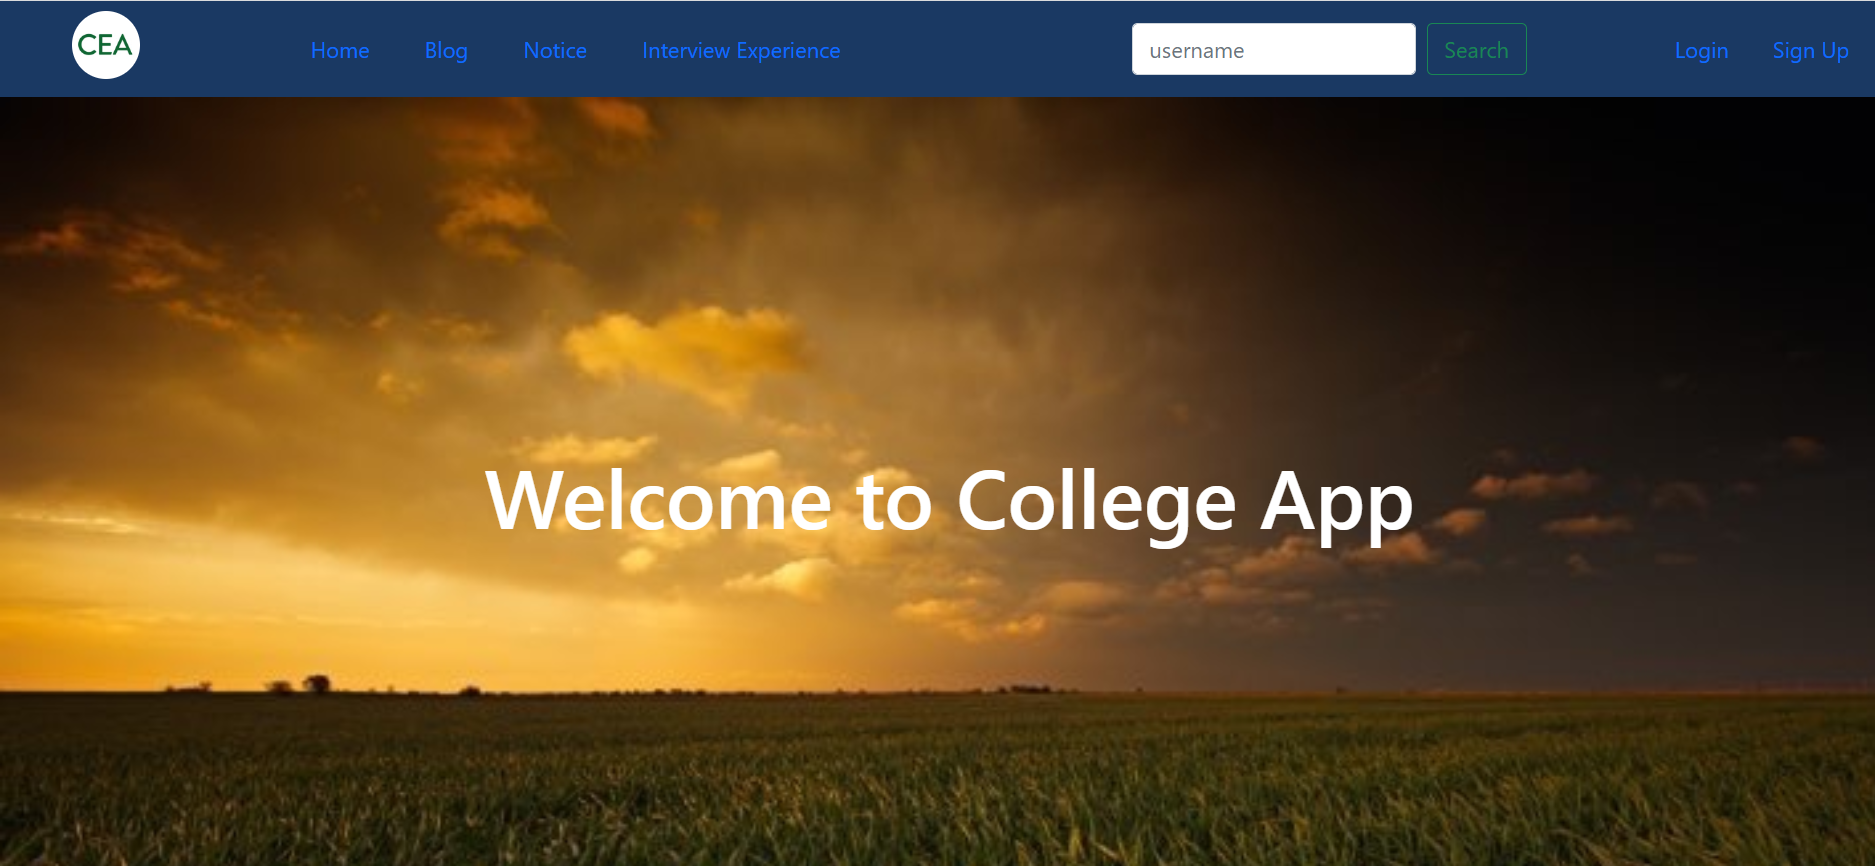 CEA
Home Blog Notice Interview Experience username Search Login Sign Up
Welcome to College App